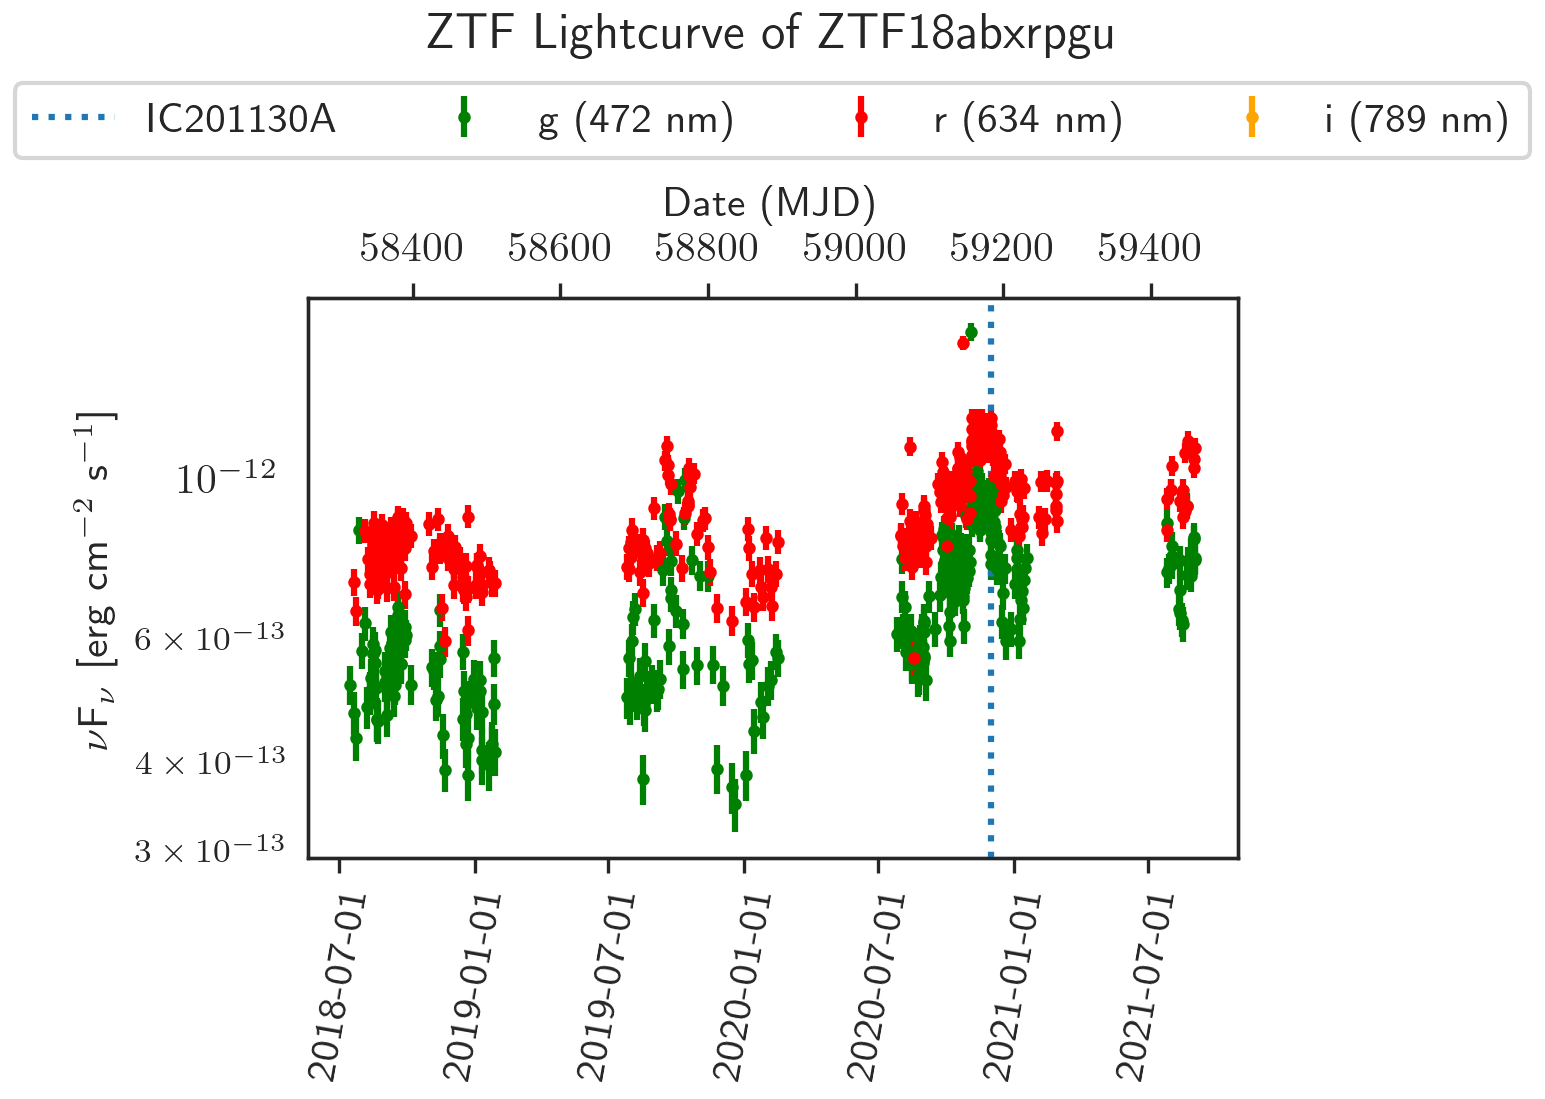 ZTF Lightcurve of ZTF18abxrpgu
IC201130A g (472 nm) r (634 nm) i (789 nm)
Date (MJD)
58400 58600 58800 59000 59200 59400
νF_ν [erg cm⁻² s⁻¹]
10⁻¹²
6 × 10⁻¹³
4 × 10⁻¹³
3 × 10⁻¹³
2018-07-01 2019-01-01 2019-07-01 2020-01-01 2020-07-01 2021-01-01 2021-07-01